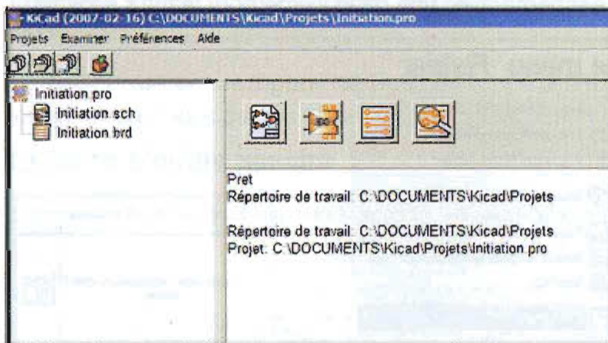 KiCad (2007-02-16) C:\DOCUMENTS\Kicad\Projets\Initiation.pro
Projets Examiner Préférences Aide
Initiation.pro
Initiation.sch
Initiation.brd
Pret
Répertoire de travail: C:\DOCUMENTS\Kicad\Projets
Répertoire de travail: C:\DOCUMENTS\Kicad\Projets
Projet: C:\DOCUMENTS\Kicad\Projets\Initiation.pro